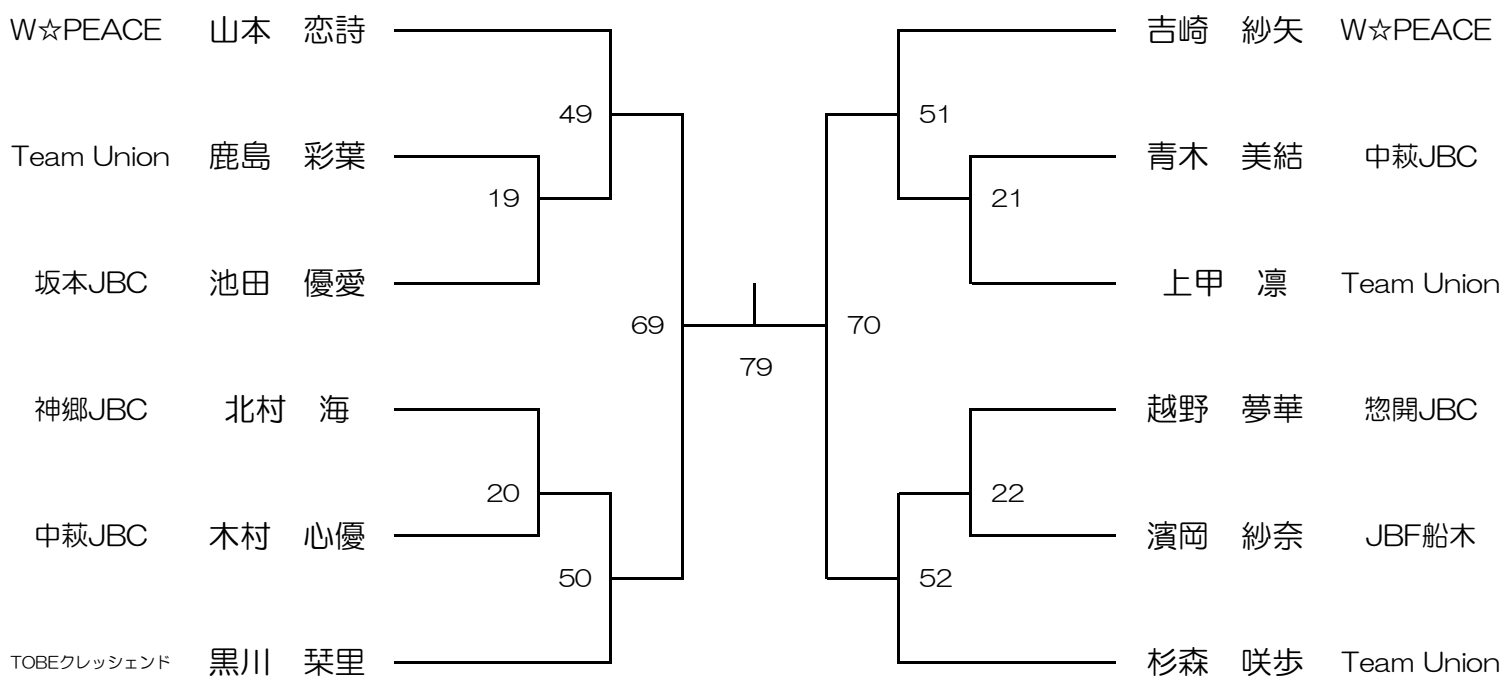 W☆PEACE 山本 恋詩 吉崎 紗矢 W☆PEACE
49 51
Team Union 鹿島 彩葉 青木 美結 中萩JBC
19 21
坂本JBC 池田 優愛 上甲 凛 Team Union
69 70
79
神郷JBC 北村 海 越野 夢華 惣開JBC
20 22
中萩JBC 木村 心優 濱岡 紗奈 JBF船木
50 52
TOBEクレッシェンド 黒川 栞里 杉森 咲歩 Team Union